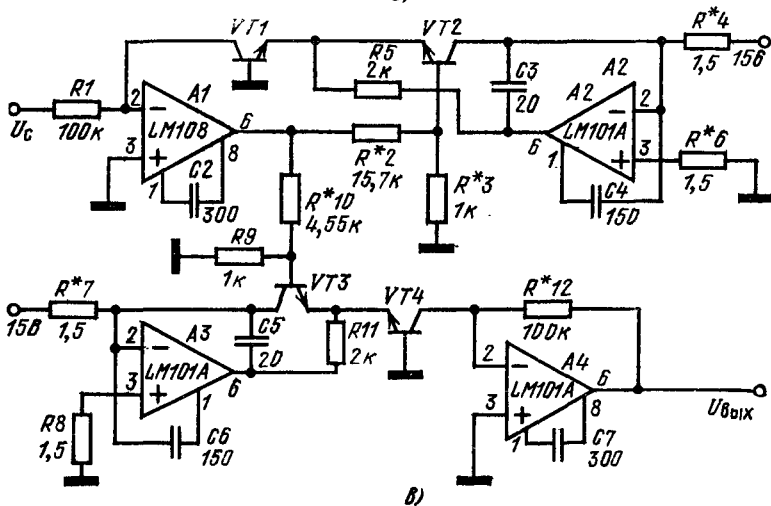 VT1
VT2
R5
2к
R*4
1,5
15в
R1
100к
Uс
2
3
A1
LM108
6
8
1
C2
300
R*2
15,7к
C3
20
A2
A2
LM101A
2
3
6
1
R*6
1,5
C4
150
R*10
4,55к
R*3
1к
R9
1к
VT3
VT4
R*7
1,5
15в
2
3
A3
LM101A
6
1
C5
20
R11
2к
R*12
100к
2
3
A4
LM101A
6
8
1
Uвых
R8
1,5
C6
150
C7
300
в)